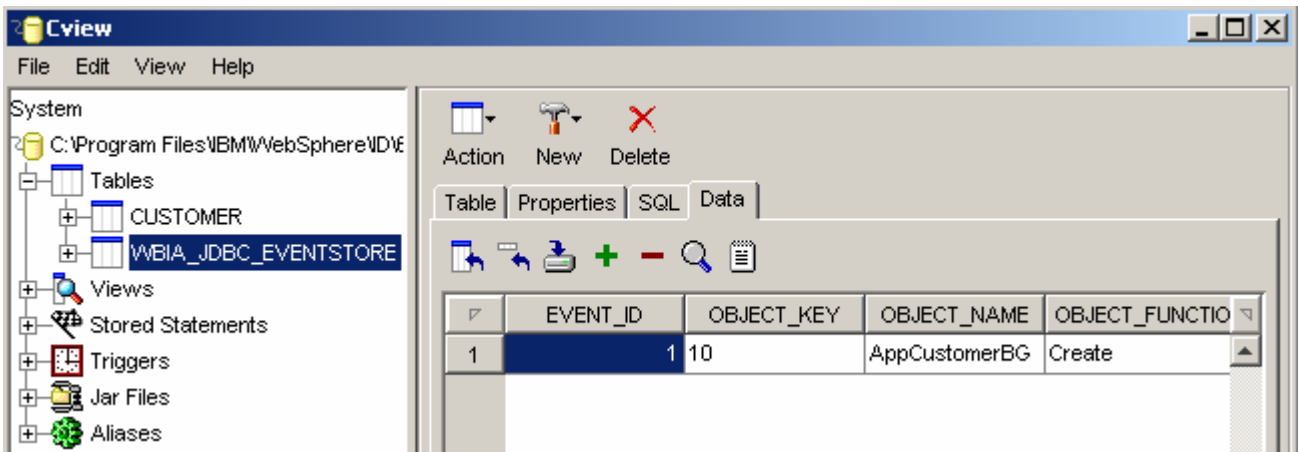 Cview
File Edit View Help
System
C:\Program Files\IBM\WebSphere\ID\E
Tables
CUSTOMER
WBIA_JDBC_EVENTSTORE
Views
Stored Statements
Triggers
Jar Files
Aliases
Action New Delete
Table Properties SQL Data
EVENT_ID OBJECT_KEY OBJECT_NAME OBJECT_FUNCTIO
1 1 10 AppCustomerBG Create